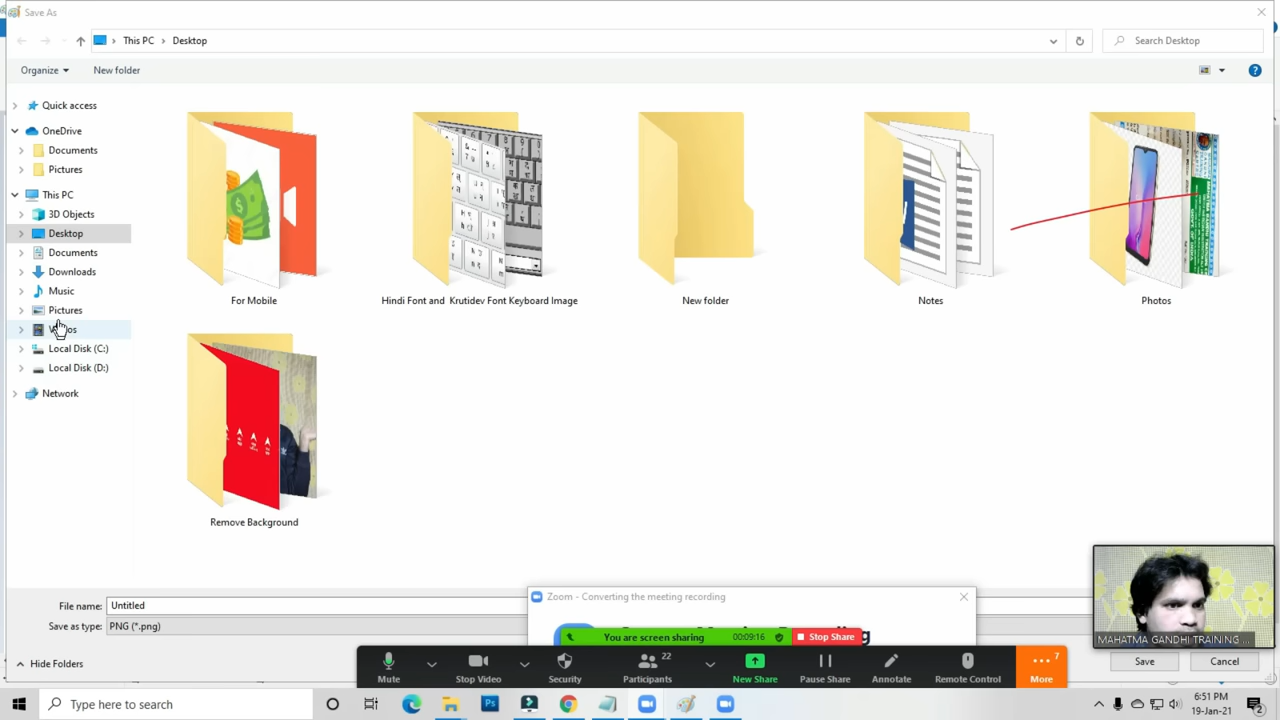 Save As
This PC > Desktop
Search Desktop
Organize
New folder
Quick access
OneDrive
Documents
Pictures
This PC
3D Objects
Desktop
Documents
Downloads
Music
Pictures
Local Disk (C:)
Local Disk (D:)
Network
For Mobile
Hindi Font and Krutidev Font Keyboard Image
New folder
Notes
Photos
Remove Background
File name: Untitled
Save as type: PNG (*.png)
Hide Folders
Zoom - Converting the meeting recording
You are screen sharing
00:09:16
Stop Share
MAHATMA GANDHI TRAINING ...
Save
Cancel
Mute
Stop Video
Security
22
Participants
New Share
Pause Share
Annotate
Remote Control
7
More
Type here to search
6:51 PM
19-Jan-21
2